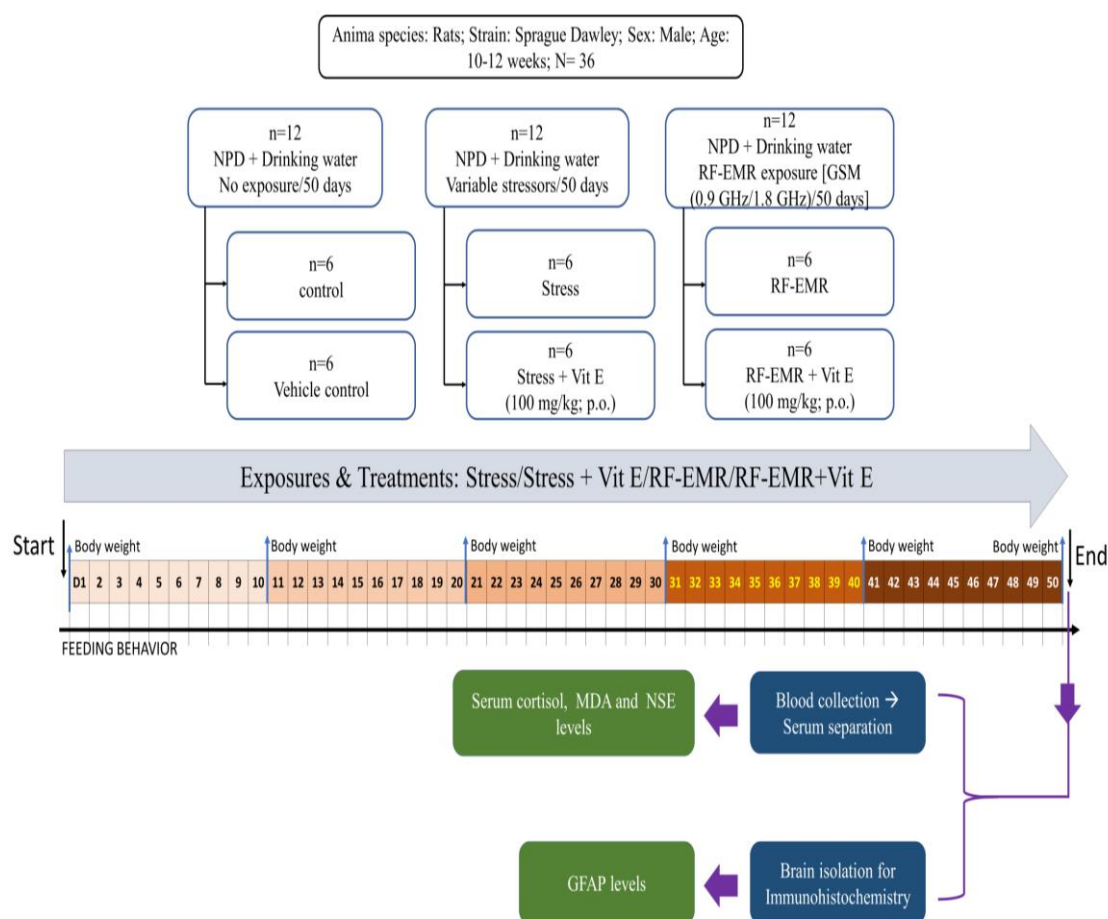 Anima species: Rats; Strain: Sprague Dawley; Sex: Male; Age:
10-12 weeks; N= 36
n=12
NPD + Drinking water
No exposure/50 days
n=12
NPD + Drinking water
Variable stressors/50 days
n=12
NPD + Drinking water
RF-EMR exposure [GSM
(0.9 GHz/1.8 GHz)/50 days]
n=6
control
n=6
Stress
n=6
RF-EMR
n=6
Vehicle control
n=6
Stress + Vit E
(100 mg/kg; p.o.)
n=6
RF-EMR + Vit E
(100 mg/kg; p.o.)
Exposures & Treatments: Stress/Stress + Vit E/RF-EMR/RF-EMR+Vit E
Start
Body weight
Body weight
Body weight
Body weight
Body weight
Body weight
End
D1 2 3 4 5 6 7 8 9 10 11 12 13 14 15 16 17 18 19 20 21 22 23 24 25 26 27 28 29 30 31 32 33 34 35 36 37 38 39 40 41 42 43 44 45 46 47 48 49 50
FEEDING BEHAVIOR
Serum cortisol, MDA and NSE
levels
Blood collection →
Serum separation
GFAP levels
Brain isolation for
Immunohistochemistry